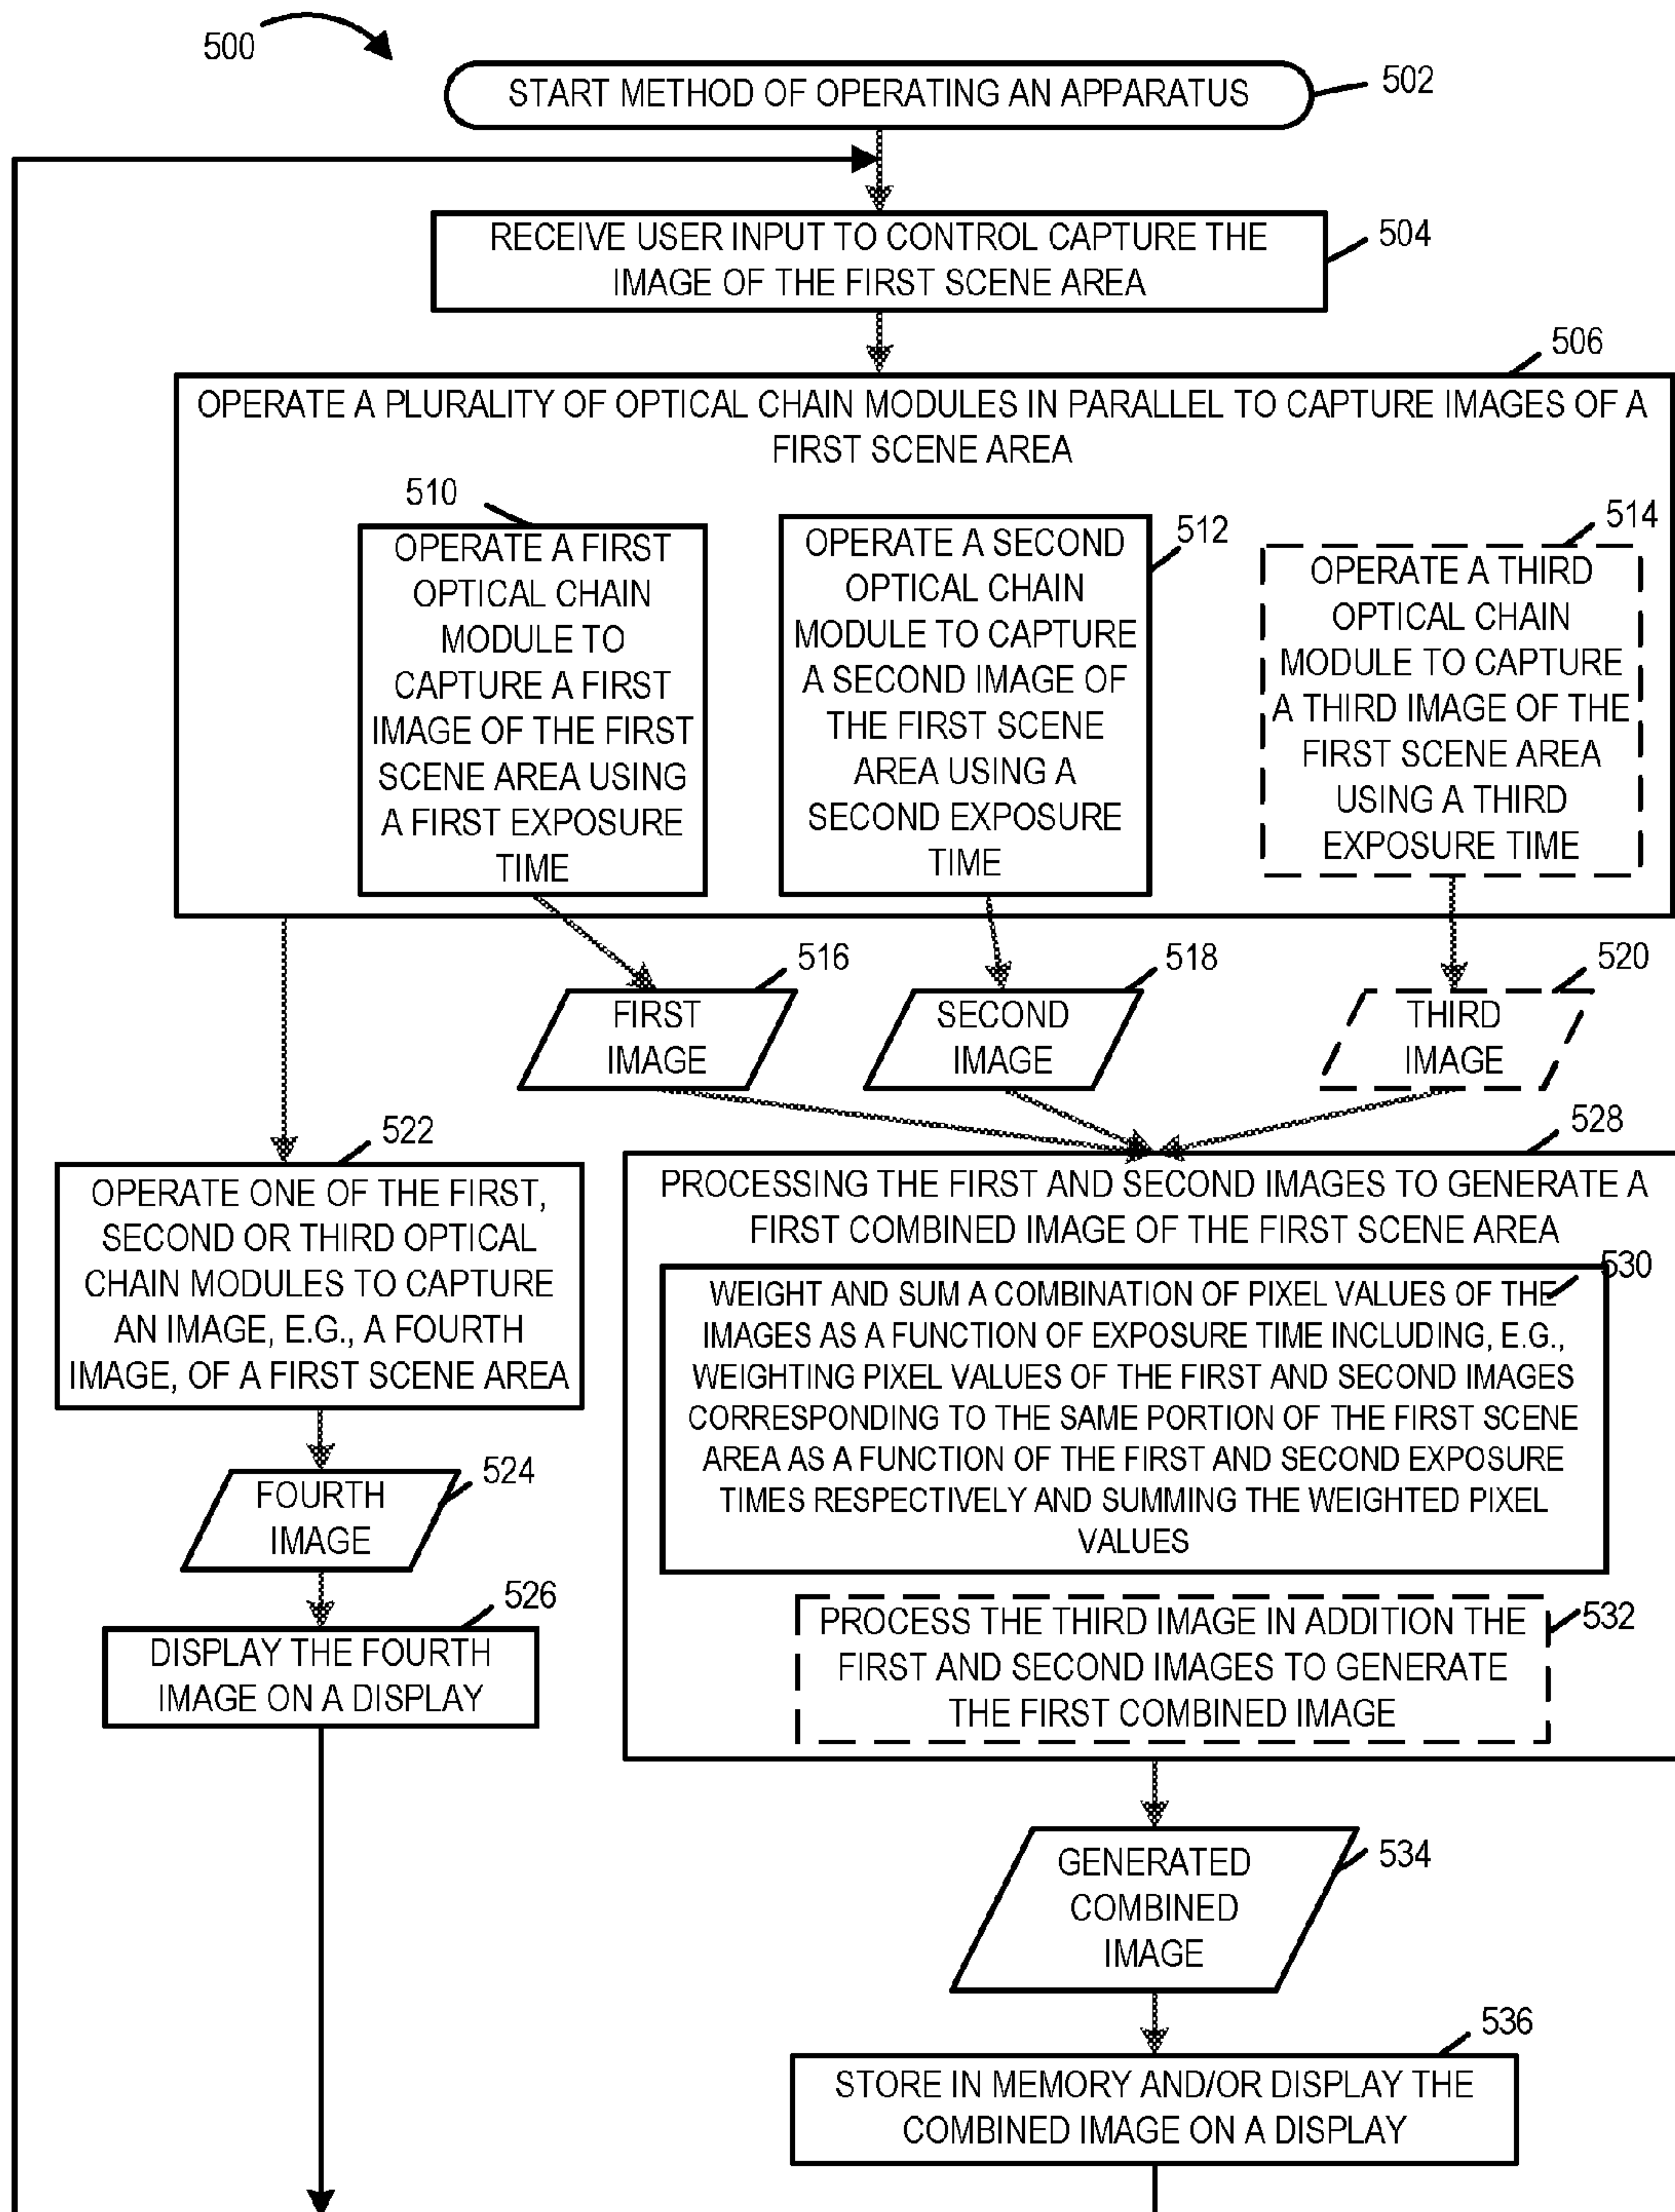 500
START METHOD OF OPERATING AN APPARATUS
502
RECEIVE USER INPUT TO CONTROL CAPTURE THE
IMAGE OF THE FIRST SCENE AREA
504
506
OPERATE A PLURALITY OF OPTICAL CHAIN MODULES IN PARALLEL TO CAPTURE IMAGES OF A
FIRST SCENE AREA
510
OPERATE A FIRST
OPTICAL CHAIN
MODULE TO
CAPTURE A FIRST
IMAGE OF THE FIRST
SCENE AREA USING
A FIRST EXPOSURE
TIME
512
OPERATE A SECOND
OPTICAL CHAIN
MODULE TO CAPTURE
A SECOND IMAGE OF
THE FIRST SCENE
AREA USING A
SECOND EXPOSURE
TIME
514
OPERATE A THIRD
OPTICAL CHAIN
MODULE TO CAPTURE
A THIRD IMAGE OF THE
FIRST SCENE AREA
USING A THIRD
EXPOSURE TIME
516
FIRST
IMAGE
518
SECOND
IMAGE
520
THIRD
IMAGE
522
OPERATE ONE OF THE FIRST,
SECOND OR THIRD OPTICAL
CHAIN MODULES TO CAPTURE
AN IMAGE, E.G., A FOURTH
IMAGE, OF A FIRST SCENE AREA
524
FOURTH
IMAGE
526
DISPLAY THE FOURTH
IMAGE ON A DISPLAY
528
PROCESSING THE FIRST AND SECOND IMAGES TO GENERATE A
FIRST COMBINED IMAGE OF THE FIRST SCENE AREA
530
WEIGHT AND SUM A COMBINATION OF PIXEL VALUES OF THE
IMAGES AS A FUNCTION OF EXPOSURE TIME INCLUDING, E.G.,
WEIGHTING PIXEL VALUES OF THE FIRST AND SECOND IMAGES
CORRESPONDING TO THE SAME PORTION OF THE FIRST SCENE
AREA AS A FUNCTION OF THE FIRST AND SECOND EXPOSURE
TIMES RESPECTIVELY AND SUMMING THE WEIGHTED PIXEL
VALUES
532
PROCESS THE THIRD IMAGE IN ADDITION THE
FIRST AND SECOND IMAGES TO GENERATE
THE FIRST COMBINED IMAGE
534
GENERATED
COMBINED
IMAGE
536
STORE IN MEMORY AND/OR DISPLAY THE
COMBINED IMAGE ON A DISPLAY